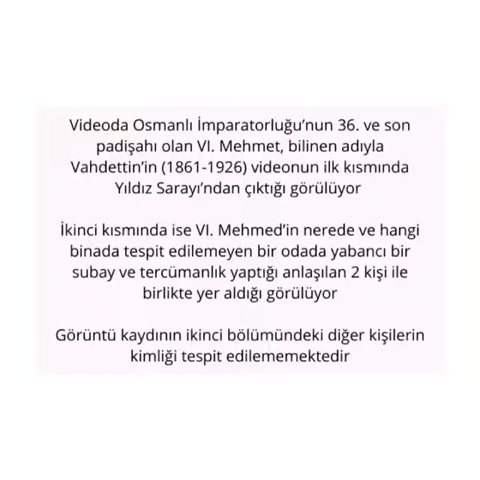 Videoda Osmanlı İmparatorluğu'nun 36. ve son
padişahı olan VI. Mehmet, bilinen adıyla
Vahdettin'in (1861-1926) videonun ilk kısmında
Yıldız Sarayı'ndan çıktığı görülüyor
İkinci kısmında ise VI. Mehmed'in nerede ve hangi
binada tespit edilemeyen bir odada yabancı bir
subay ve tercümanlık yaptığı anlaşılan 2 kişi ile
birlikte yer aldığı görülüyor
Görüntü kaydının ikinci bölümündeki diğer kişilerin
kimliği tespit edilememektedir